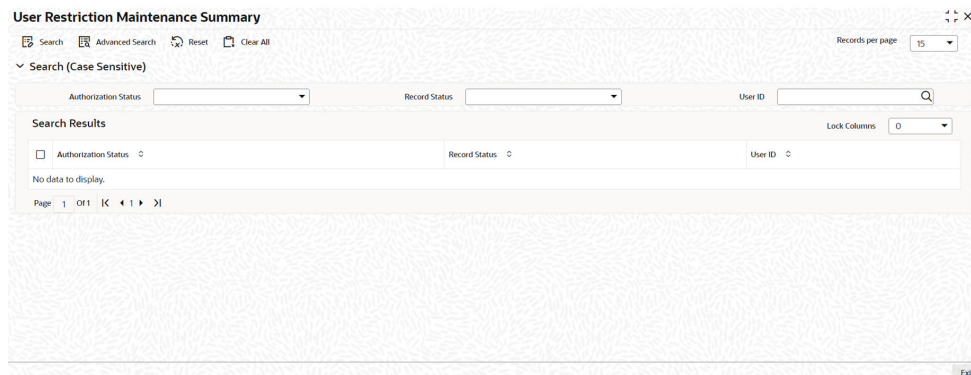 User Restriction Maintenance Summary
Search Advanced Search Reset Clear All Records per page 15
Search (Case Sensitive)
Authorization Status Record Status User ID
Search Results Lock Columns 0
Authorization Status Record Status User ID
No data to display.
Page 1 Of 1 1